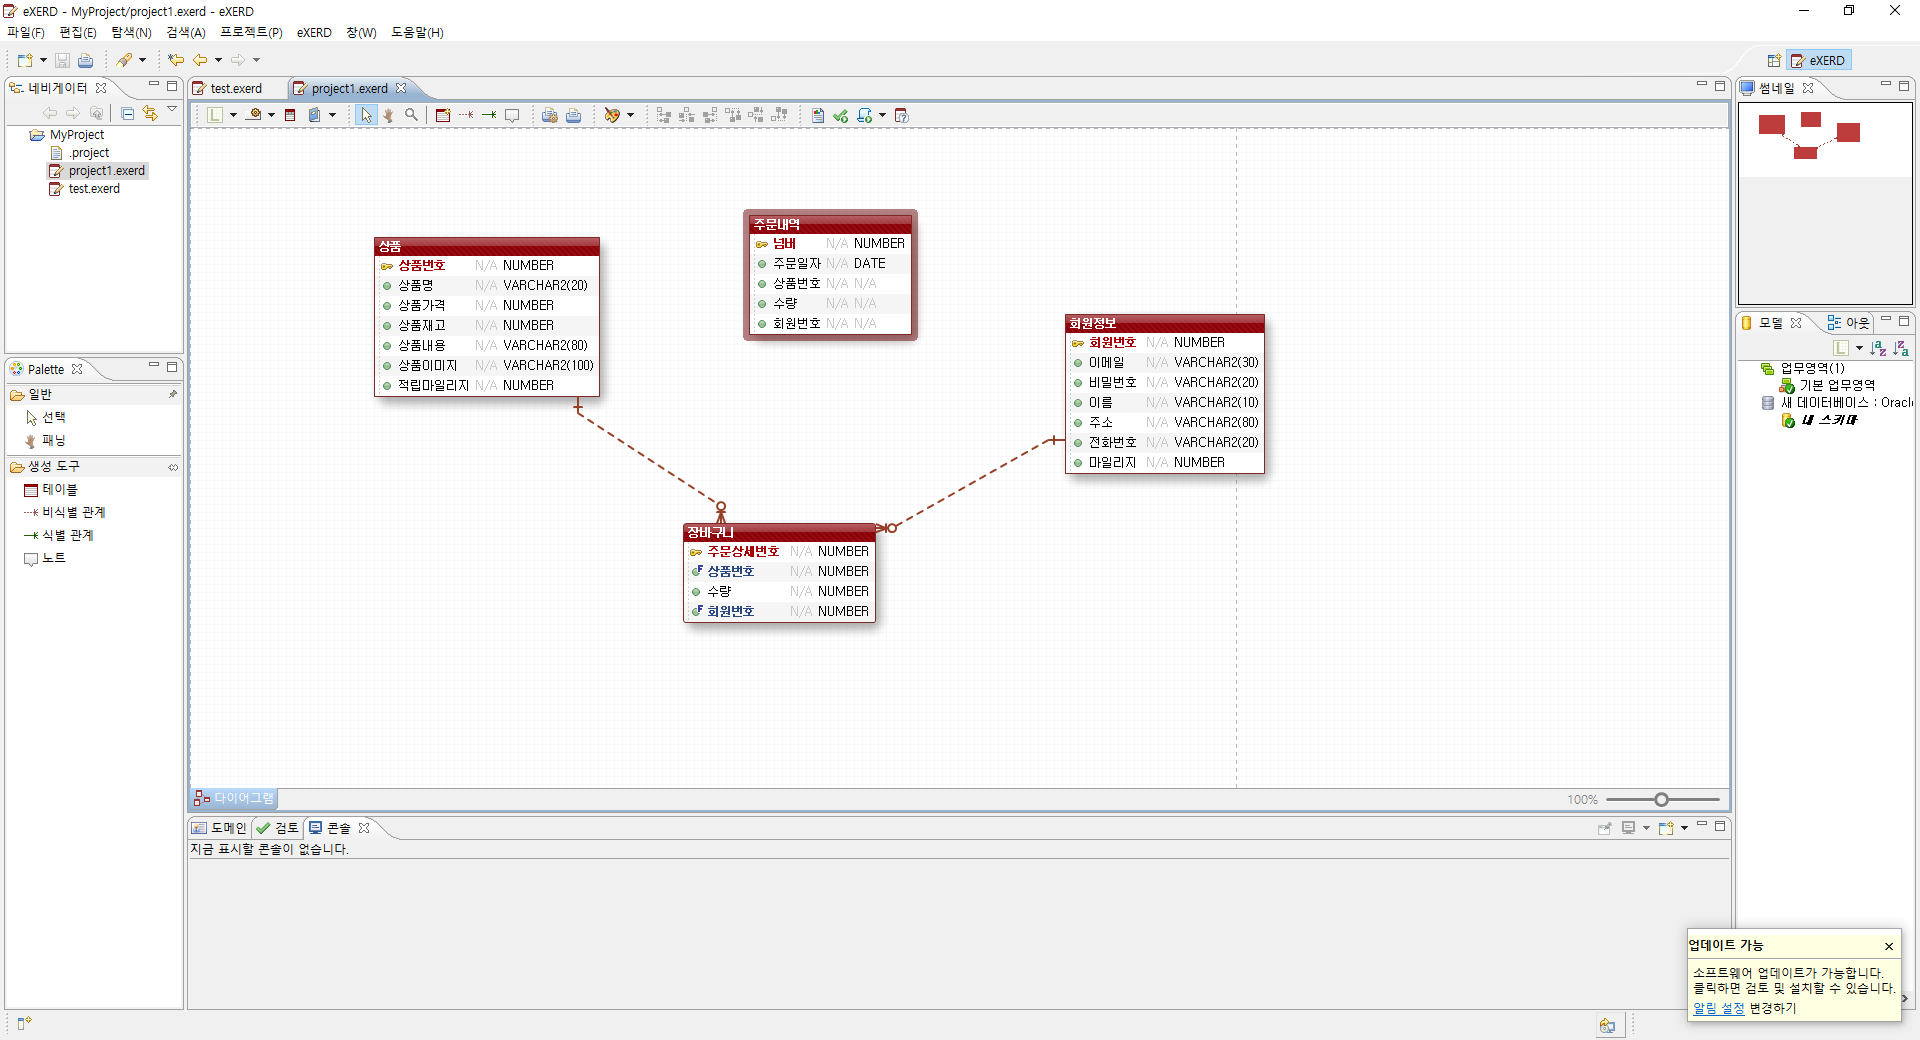 eXERD - MyProject/project1.exerd - eXERD
파일(F) 편집(E) 탐색(N) 검색(A) 프로젝트(P) eXERD 창(W) 도움말(H)
eXERD
네비게이터
MyProject
.project
project1.exerd
test.exerd
Palette
일반
선택
패닝
생성 도구
테이블
비식별 관계
식별 관계
노트
test.exerd
project1.exerd
L
상품
상품번호 N/A NUMBER
상품명 N/A VARCHAR2(20)
상품가격 N/A NUMBER
상품재고 N/A NUMBER
상품내용 N/A VARCHAR2(80)
상품이미지 N/A VARCHAR2(100)
적립마일리지 N/A NUMBER
주문내역
넘버 N/A NUMBER
주문일자 N/A DATE
상품번호 N/A N/A
수량 N/A N/A
회원번호 N/A N/A
회원정보
회원번호 N/A NUMBER
이메일 N/A VARCHAR2(30)
비밀번호 N/A VARCHAR2(20)
이름 N/A VARCHAR2(10)
주소 N/A VARCHAR2(80)
전화번호 N/A VARCHAR2(20)
마일리지 N/A NUMBER
장바구니
주문상세번호 N/A NUMBER
상품번호 N/A NUMBER
수량 N/A NUMBER
회원번호 N/A NUMBER
다이어그램
100%
도메인 검토 콘솔
지금 표시할 콘솔이 없습니다.
썸네일
모델 아웃
L
업무영역(1)
기본 업무영역
새 데이터베이스 : Oracle
내 스키마
업데이트 가능
소프트웨어 업데이트가 가능합니다.
클릭하면 검토 및 설치할 수 있습니다.
알림 설정 변경하기